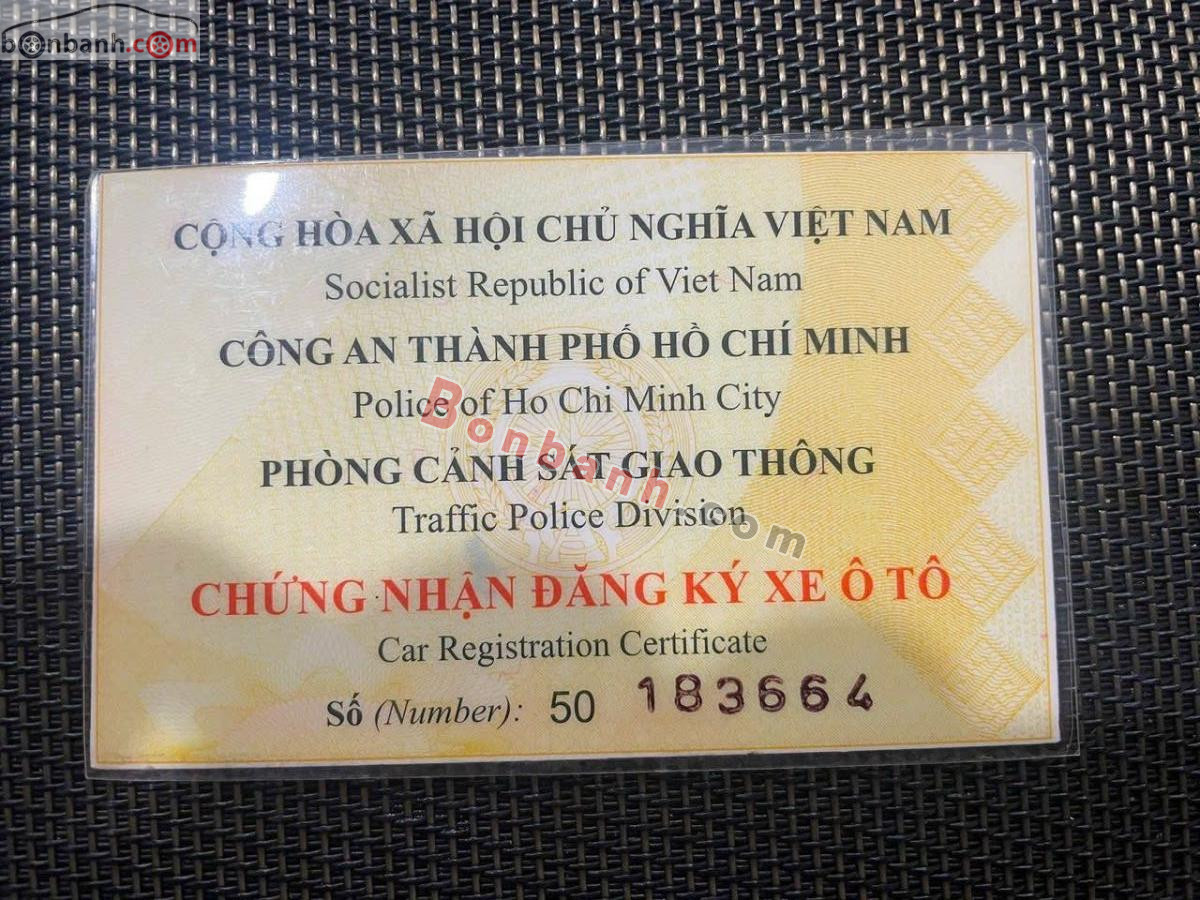 bonbanh.com
CỘNG HÒA XÃ HỘI CHỦ NGHĨA VIỆT NAM
Socialist Republic of Viet Nam
CÔNG AN THÀNH PHỐ HỒ CHÍ MINH
Police of Ho Chi Minh City
Bonbanh.com
PHÒNG CẢNH SÁT GIAO THÔNG
Traffic Police Division
CHỨNG NHẬN ĐĂNG KÝ XE Ô TÔ
Car Registration Certificate
Số (Number): 50 183664